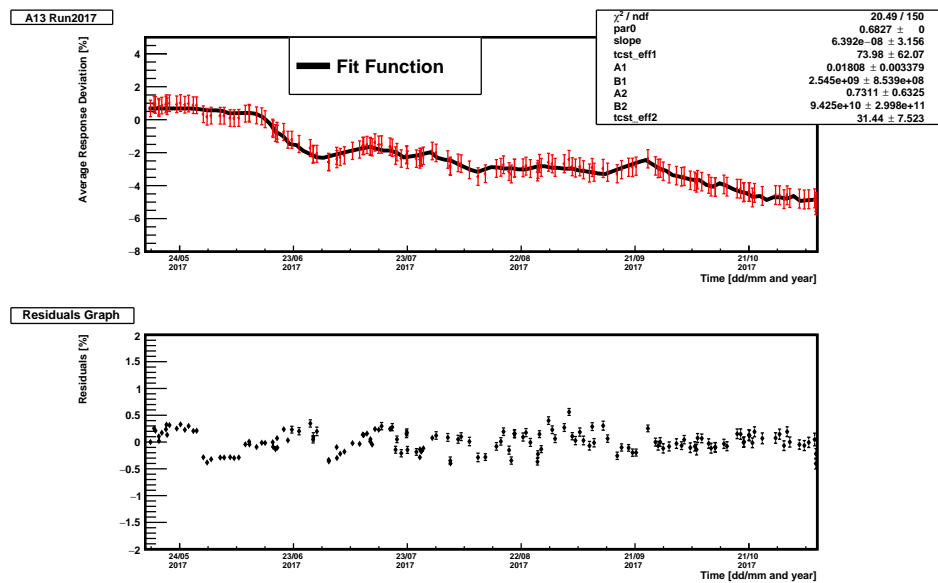 A13 Run2017
χ² / ndf 20.49 / 150
par0 0.6827 ± 0
slope 6.392e−08 ± 3.156
tcst_eff1 73.98 ± 62.07
A1 0.01808 ± 0.003379
B1 2.545e+09 ± 8.539e+08
A2 0.7311 ± 0.6325
B2 9.425e+10 ± 2.998e+11
tcst_eff2 31.44 ± 7.523
Fit Function
Average Response Deviation [%]
4
2
0
−2
−4
−6
−8
24/05 23/06 23/07 22/08 21/09 21/10
2017 2017 2017 2017 2017 2017
Time [dd/mm and year]
Residuals Graph
Residuals [%]
2
1.5
1
0.5
0
−0.5
−1
−1.5
−2
24/05 23/06 23/07 22/08 21/09 21/10
2017 2017 2017 2017 2017 2017
Time [dd/mm and year]